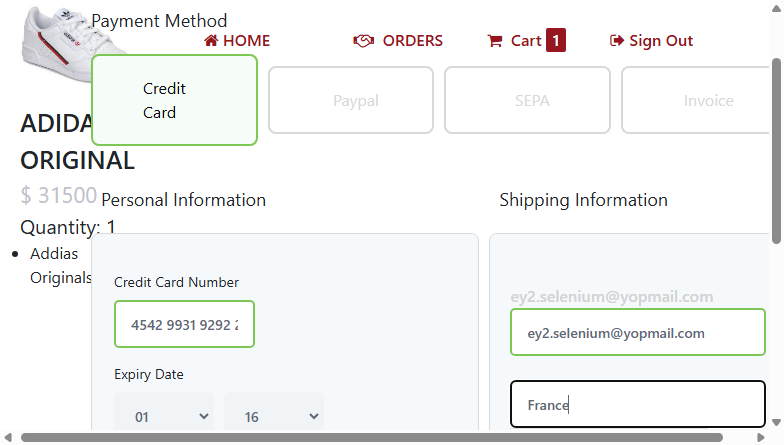 Payment Method
HOME
ORDERS
Cart 1
Sign Out
Credit
Card
Paypal
SEPA
Invoice
ADIDA
ORIGINAL
$ 31500
Quantity: 1
Addias
Originals
Personal Information
Shipping Information
Credit Card Number
4542 9931 9292 2
Expiry Date
01
16
ey2.selenium@yopmail.com
ey2.selenium@yopmail.com
France